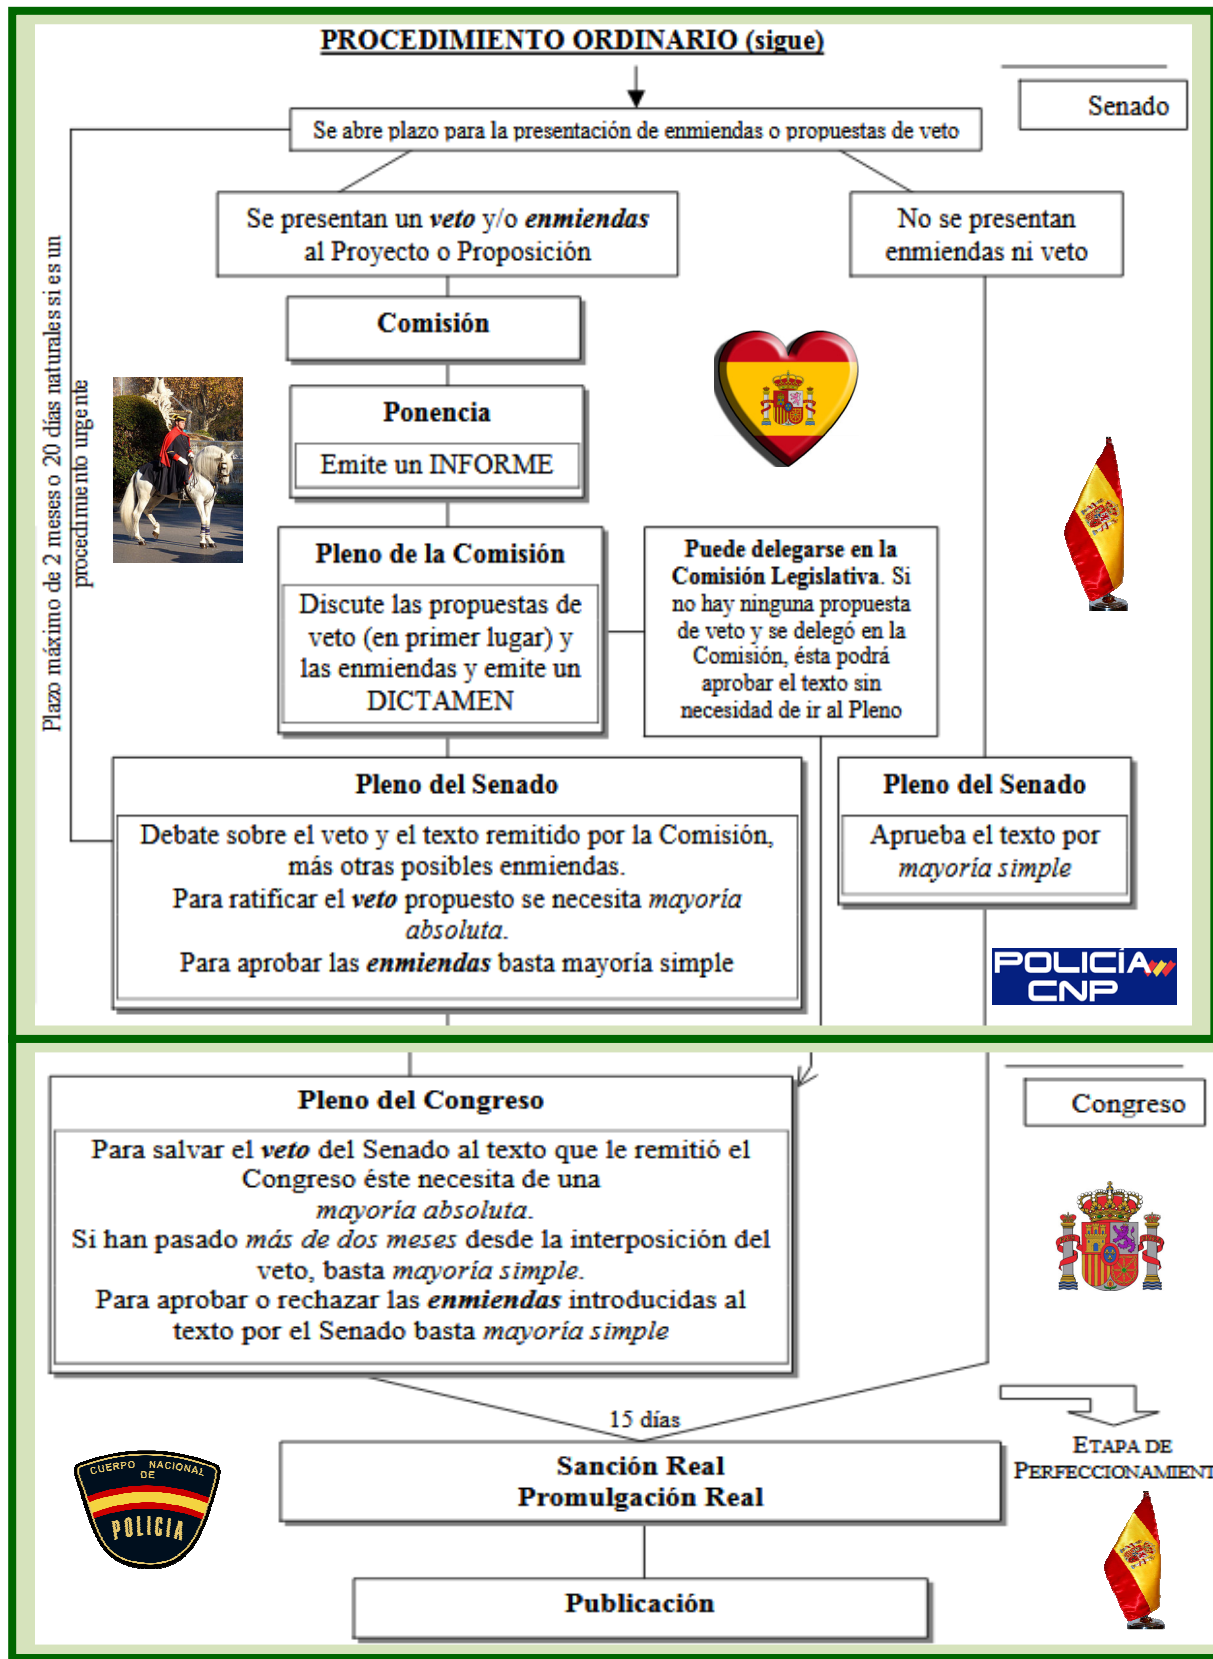 PROCEDIMIENTO ORDINARIO (sigue)
Senado
Se abre plazo para la presentación de enmiendas o propuestas de veto
Se presentan un veto y/o enmiendas
al Proyecto o Proposición
No se presentan
enmiendas ni veto
Plazo máximo de 2 meses o 20 días naturales si es un
procedimiento urgente
Comisión
Ponencia
Emite un INFORME
Pleno de la Comisión
Discute las propuestas de
veto (en primer lugar) y
las enmiendas y emite un
DICTAMEN
Puede delegarse en la
Comisión Legislativa. Si
no hay ninguna propuesta
de veto y se delegó en la
Comisión, ésta podrá
aprobar el texto sin
necesidad de ir al Pleno
Pleno del Senado
Debate sobre el veto y el texto remitido por la Comisión,
más otras posibles enmiendas.
Para ratificar el veto propuesto se necesita mayoría
absoluta.
Para aprobar las enmiendas basta mayoría simple
Pleno del Senado
Aprueba el texto por
mayoría simple
POLICÍA
CNP
Congreso
Pleno del Congreso
Para salvar el veto del Senado al texto que le remitió el
Congreso éste necesita de una
mayoría absoluta.
Si han pasado más de dos meses desde la interposición del
veto, basta mayoría simple.
Para aprobar o rechazar las enmiendas introducidas al
texto por el Senado basta mayoría simple
15 días
ETAPA DE
PERFECCIONAMIENT
Sanción Real
Promulgación Real
CUERPO NACIONAL
DE
POLICIA
Publicación